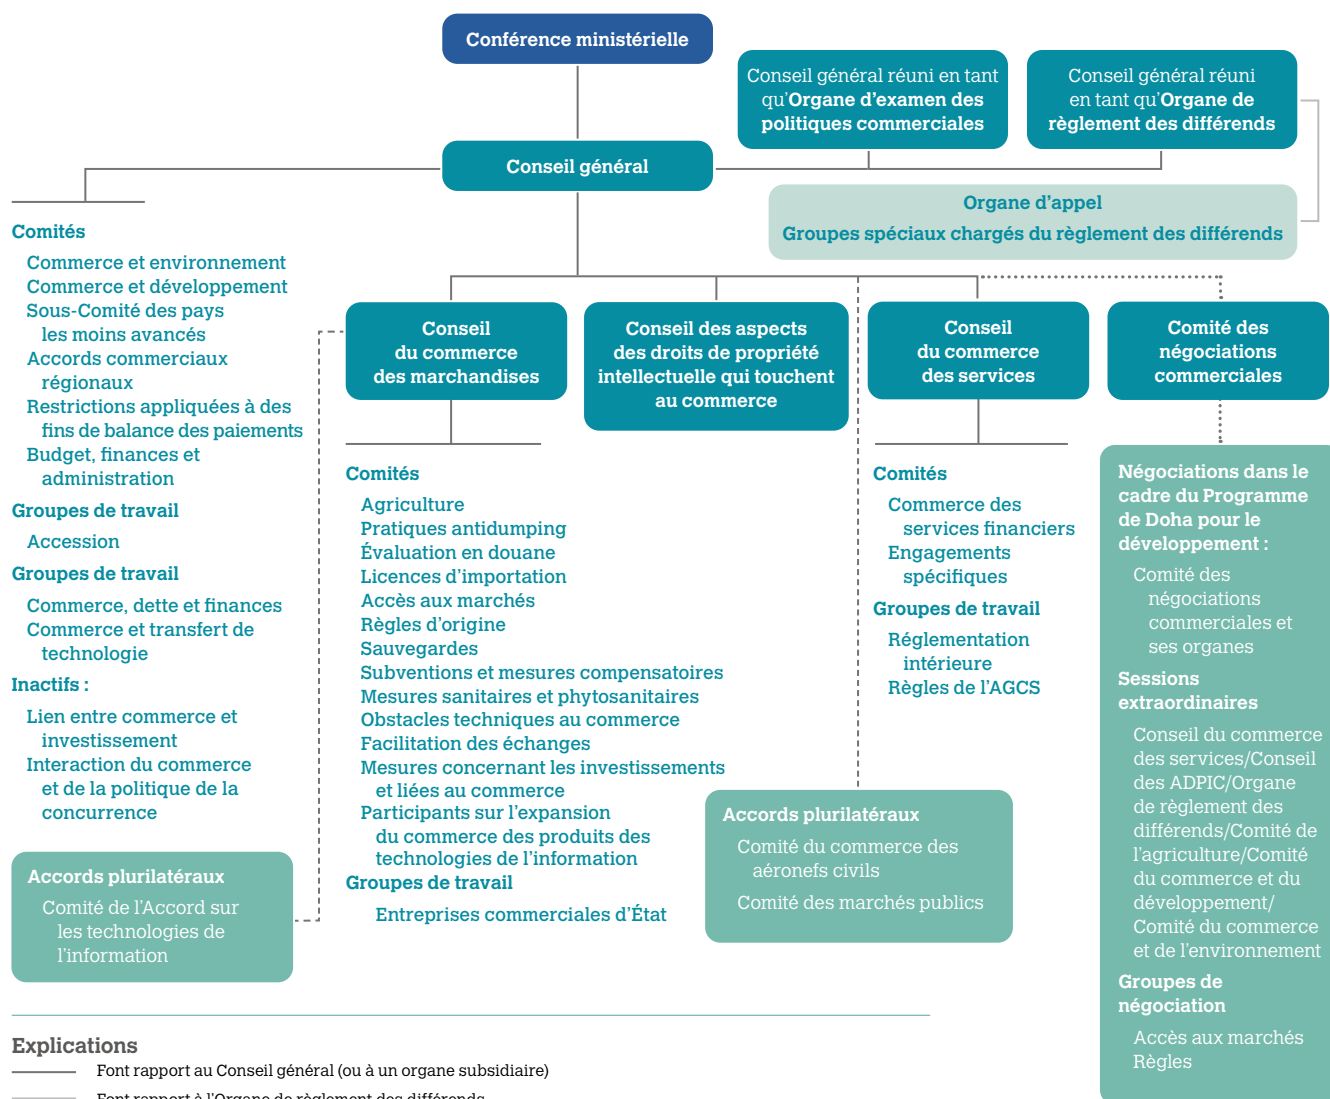 Conférence ministérielle
Conseil général réuni en tant
qu'Organe d'examen des
politiques commerciales
Conseil général réuni
en tant qu'Organe de
règlement des différends
Conseil général
Organe d'appel
Groupes spéciaux chargés du règlement des différends
Comités
Commerce et environnement
Commerce et développement
Sous-Comité des pays
les moins avancés
Accords commerciaux
régionaux
Restrictions appliquées à des
fins de balance des paiements
Budget, finances et
administration
Groupes de travail
Accession
Groupes de travail
Commerce, dette et finances
Commerce et transfert de
technologie
Inactifs :
Lien entre commerce et
investissement
Interaction du commerce
et de la politique de la
concurrence
Accords plurilatéraux
Comité de l'Accord sur
les technologies de
l'information
Conseil
du commerce
des marchandises
Comités
Agriculture
Pratiques antidumping
Évaluation en douane
Licences d'importation
Accès aux marchés
Règles d'origine
Sauvegardes
Subventions et mesures compensatoires
Mesures sanitaires et phytosanitaires
Obstacles techniques au commerce
Facilitation des échanges
Mesures concernant les investissements
et liées au commerce
Participants sur l'expansion
du commerce des produits des
technologies de l'information
Groupes de travail
Entreprises commerciales d'État
Conseil des aspects
des droits de propriété
intellectuelle qui touchent
au commerce
Conseil
du commerce
des services
Comités
Commerce des
services financiers
Engagements
spécifiques
Groupes de travail
Réglementation
intérieure
Règles de l'AGCS
Accords plurilatéraux
Comité du commerce des
aéronefs civils
Comité des marchés publics
Comité des
négociations
commerciales
Négociations dans le
cadre du Programme
de Doha pour le
développement :
Comité des
négociations
commerciales et
ses organes
Sessions
extraordinaires
Conseil du commerce
des services/Conseil
des ADPIC/Organe
de règlement des
différends/Comité de
l'agriculture/Comité
du commerce et du
développement/
Comité du commerce
et de l'environnement
Groupes de
négociation
Accès aux marchés
Règles
Explications
Font rapport au Conseil général (ou à un organe subsidiaire)
Font rapport à l'Organe de règlement des différends